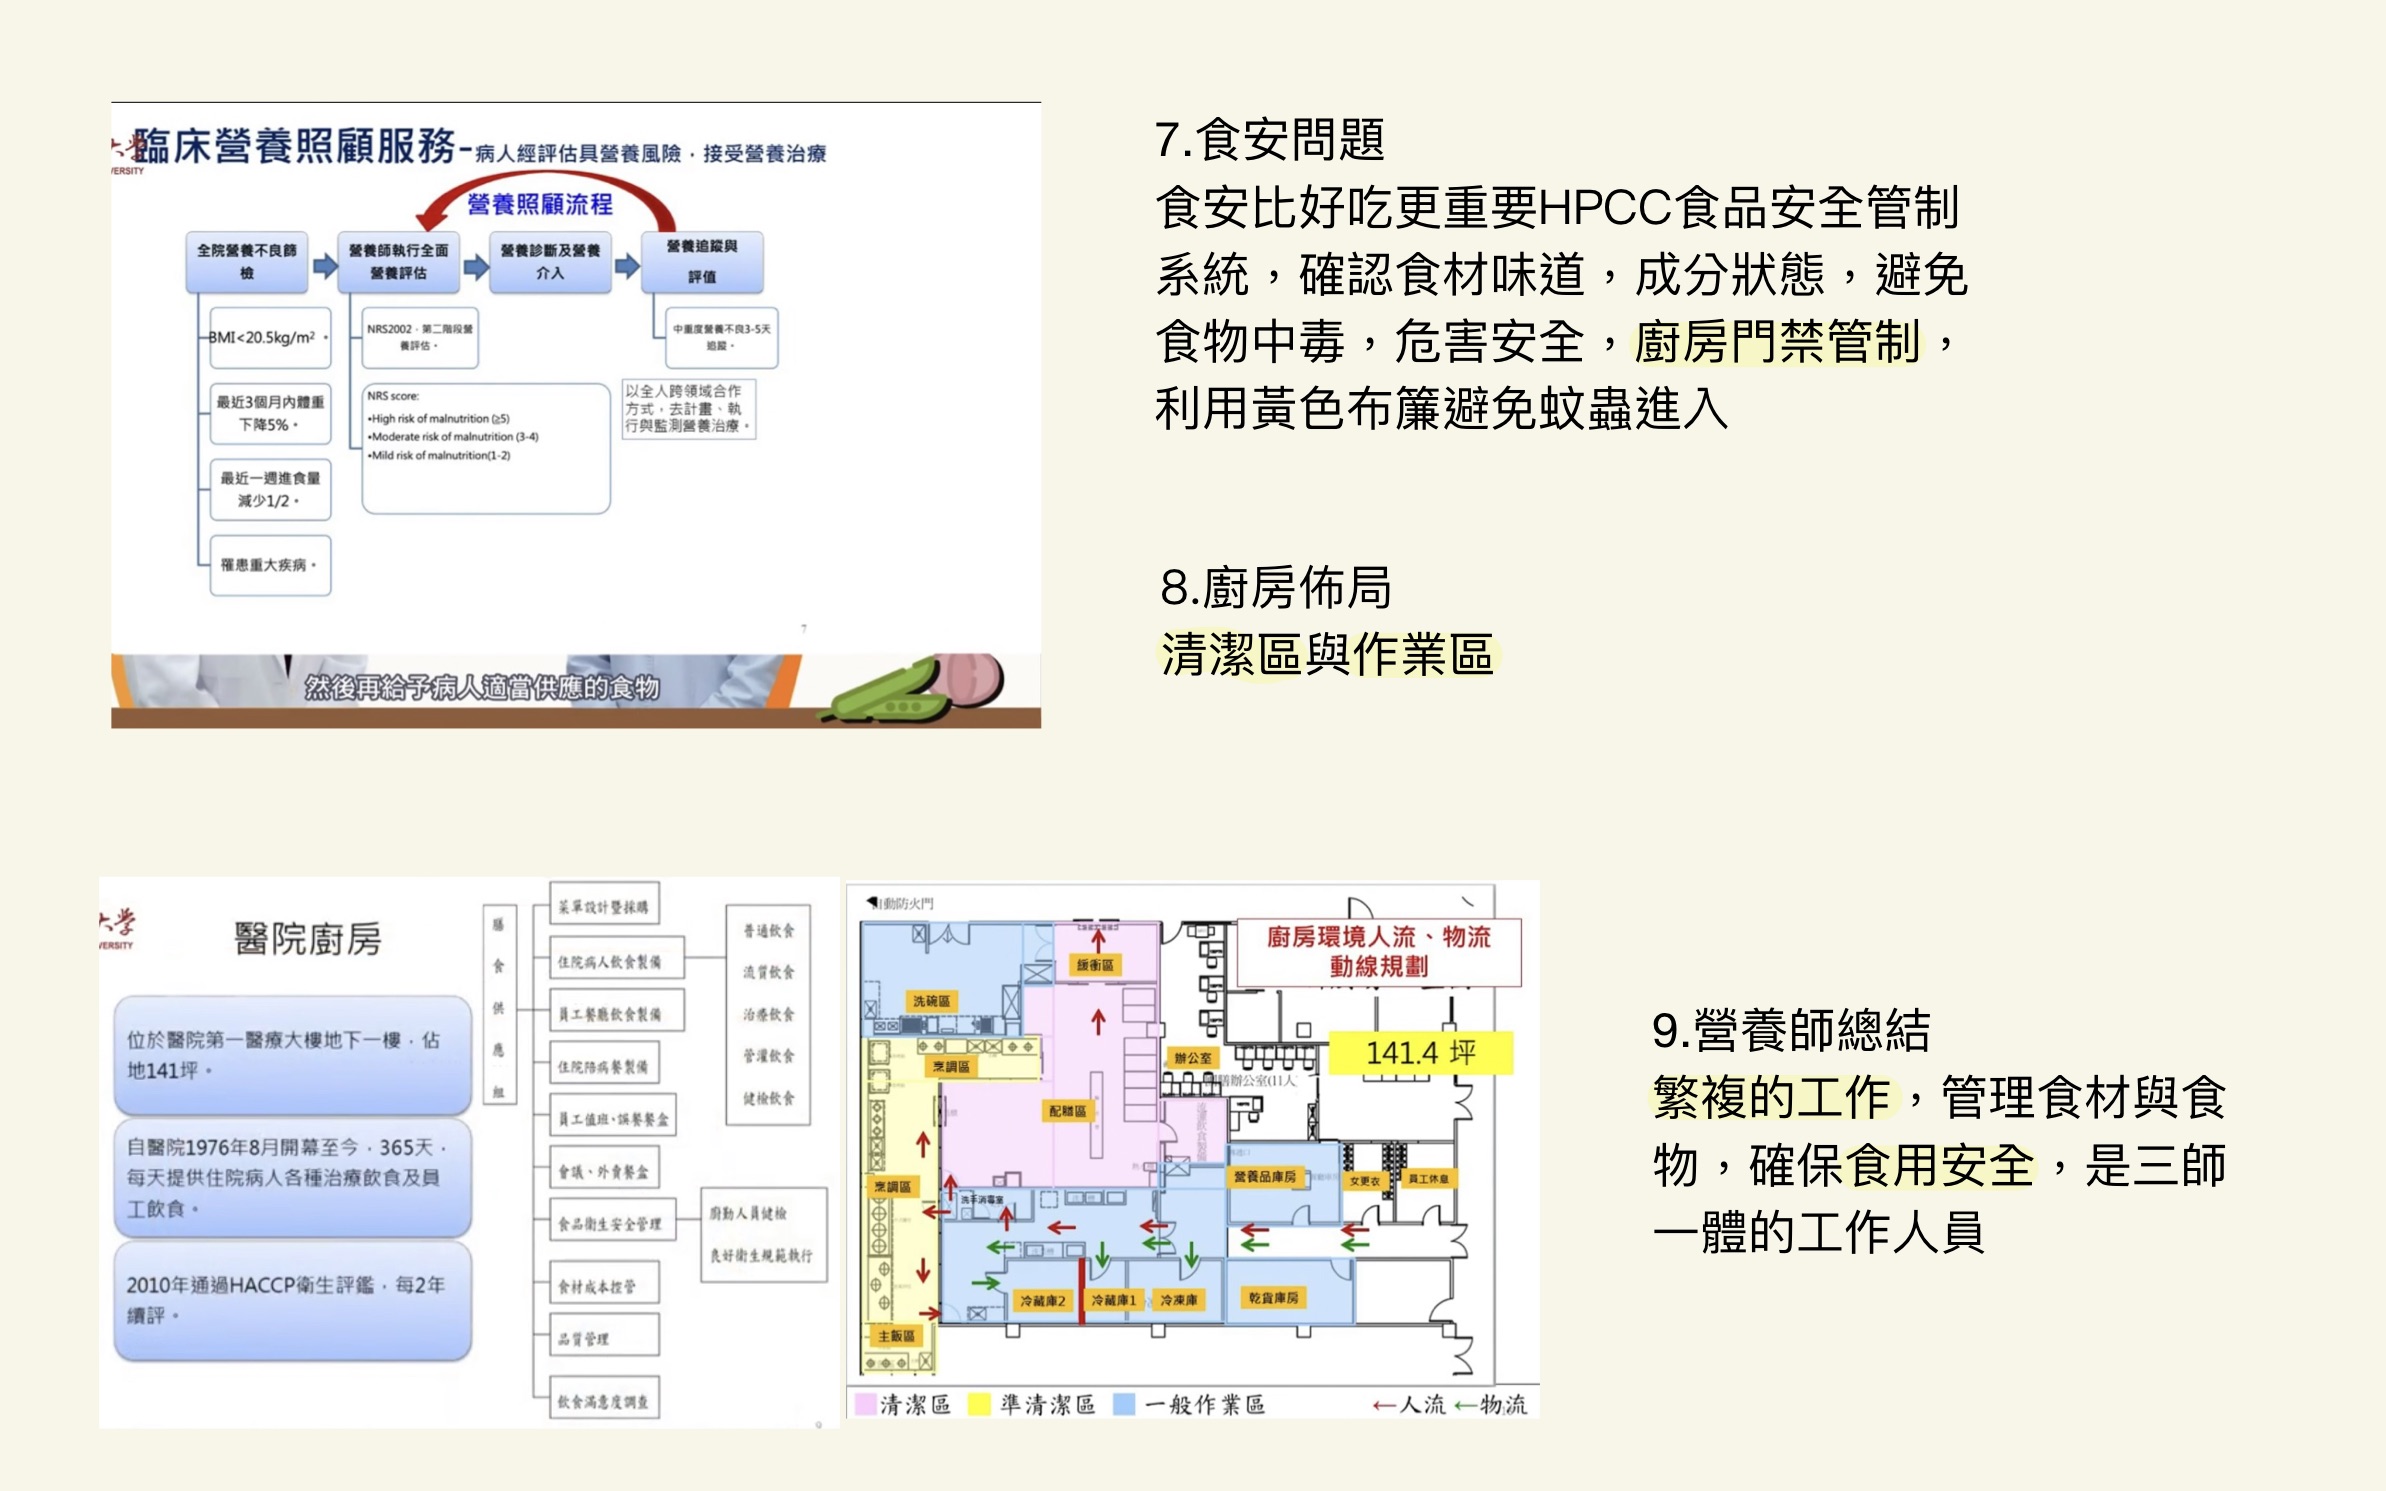 大學
VERSITY
臨床營養照顧服務-病人經評估具營養風險，接受營養治療
營養照顧流程
全院營養不良篩
檢
營養師執行全面
營養評估
營養診斷及營養
介入
營養追蹤與
評值
BMI<20.5kg/m²。
最近3個月內體重
下降5%。
最近一週進食量
減少1/2。
罹患重大疾病。
NRS2002，第二階段營
養評估。
NRS score:
•High risk of malnutrition (≥5)
•Moderate risk of malnutrition (3-4)
•Mild risk of malnutrition(1-2)
中重度營養不良3-5天
追蹤。
以全人跨領域合作
方式，去計畫、執
行與監測營養治療。
7
然後再給予病人適當供應的食物
7.食安問題
食安比好吃更重要HPCC食品安全管制
系統，確認食材味道，成分狀態，避免
食物中毒，危害安全，廚房門禁管制，
利用黃色布簾避免蚊蟲進入
8.廚房佈局
清潔區與作業區
大學
VERSITY
醫院廚房
位於醫院第一醫療大樓地下一樓，佔
地141坪。
自醫院1976年8月開幕至今，365天，
每天提供住院病人各種治療飲食及員
工飲食。
2010年通過HACCP衛生評鑑，每2年
續評。
膳食供應組
菜單設計暨採購
住院病人飲食製備
員工餐廳飲食製備
住院陪病餐製備
員工值班、誤餐餐盒
會議、外賣餐盒
食品衛生安全管理
食材成本控管
品質管理
飲食滿意度調查
普通飲食
流質飲食
治療飲食
管灌飲食
健檢飲食
廚勤人員健檢
良好衛生規範執行
9
自動防火門
廚房環境人流、物流
動線規劃
141.4 坪
緩衝區
洗碗區
烹調區
辦公室
辦公室(11人)
配膳區
營養品庫房
女更衣
員工休息
烹調區
洗手消毒室
冷藏庫2
冷藏庫1
冷凍庫
乾貨庫房
主飯區
清潔區 準清潔區 一般作業區 ←人流 ←物流
9.營養師總結
繁複的工作，管理食材與食
物，確保食用安全，是三師
一體的工作人員